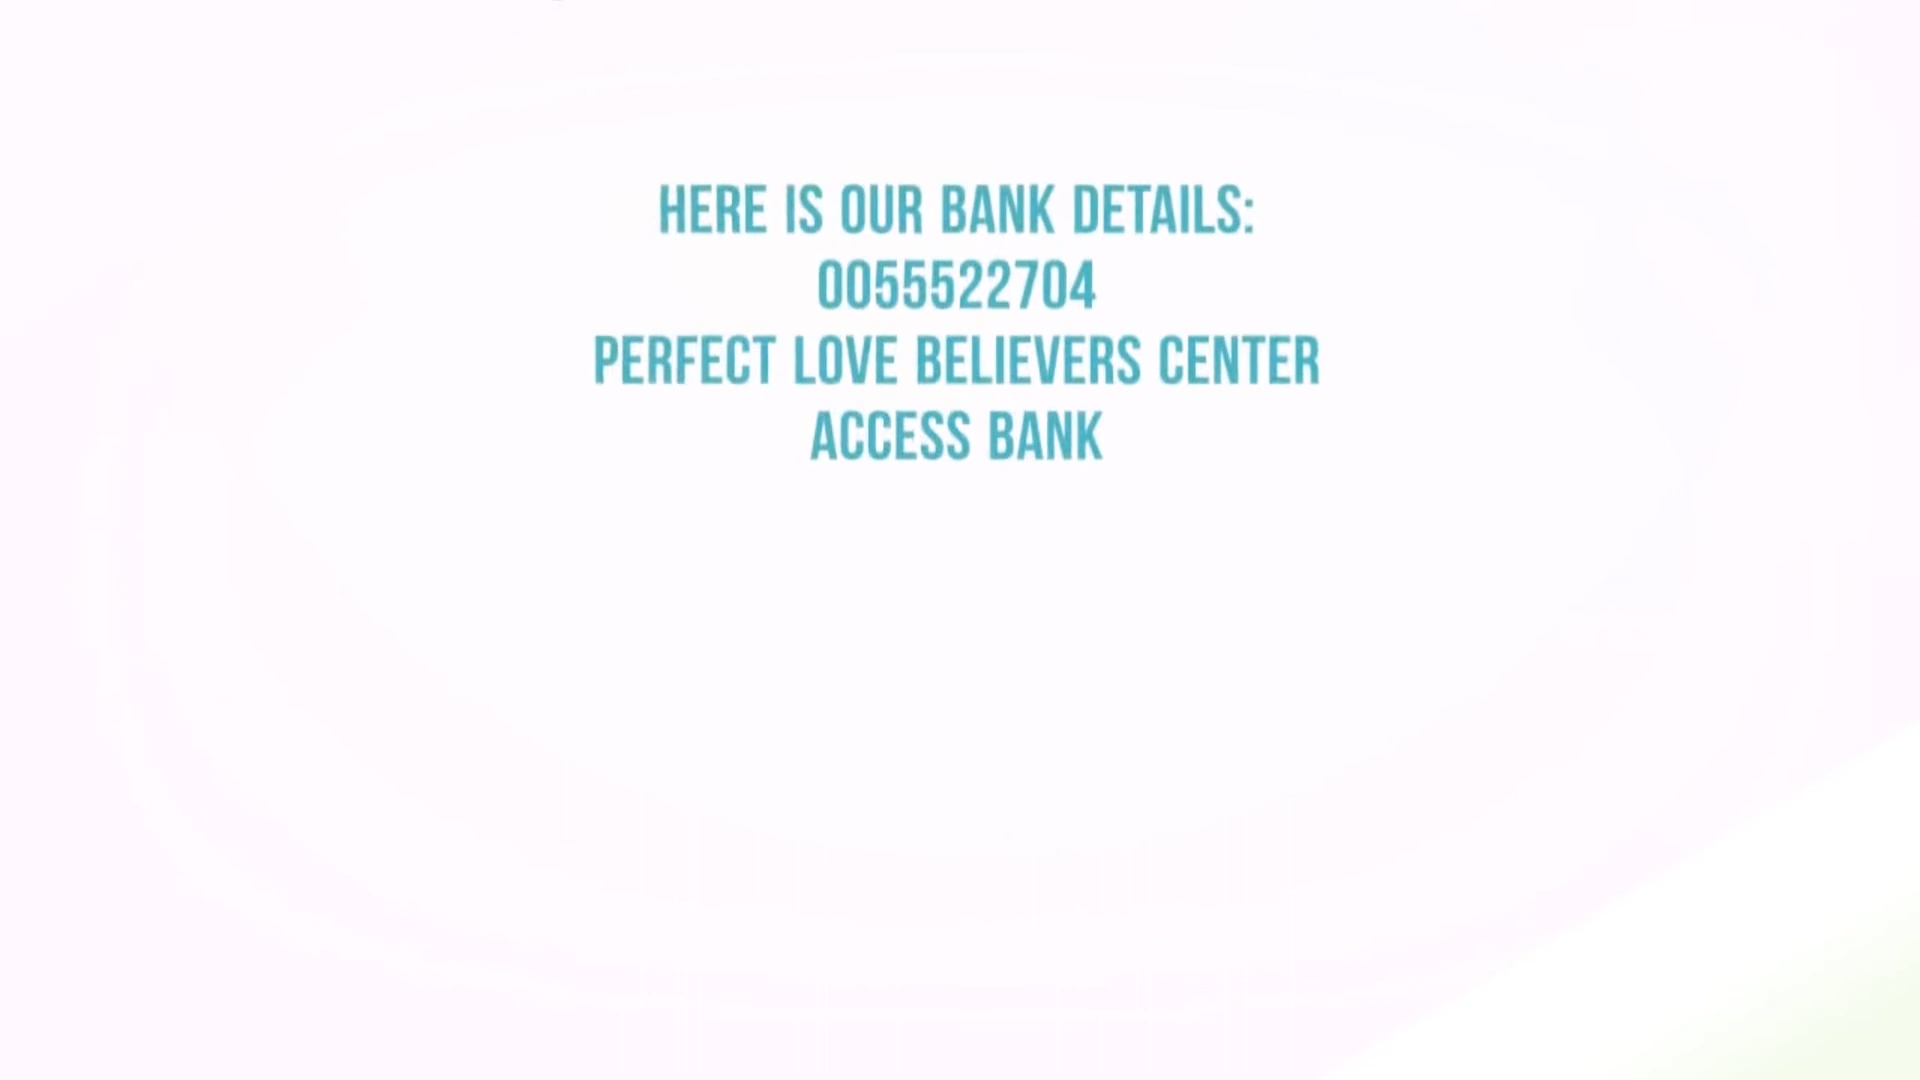 HERE IS OUR BANK DETAILS:
0055522704
PERFECT LOVE BELIEVERS CENTER
ACCESS BANK